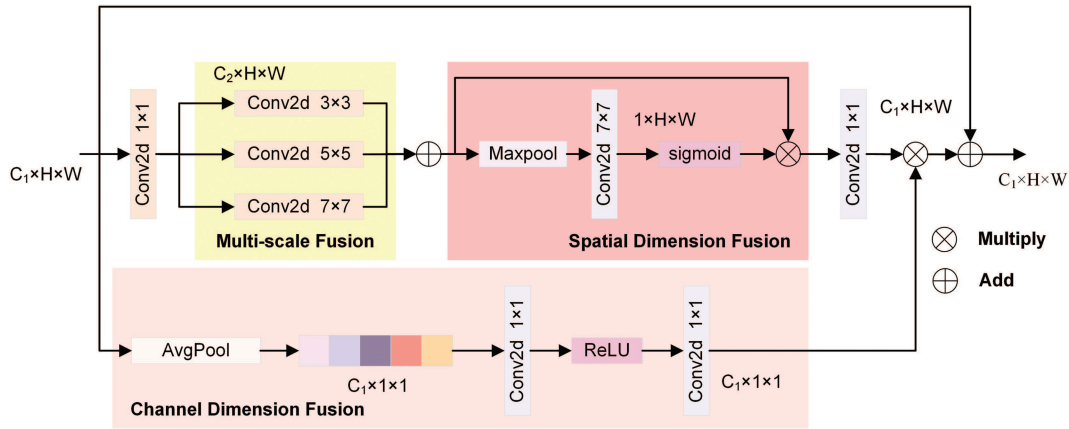 C₁×H×W
Conv2d 1×1
C₂×H×W
Conv2d 3×3
Conv2d 5×5
Conv2d 7×7
Multi-scale Fusion
Maxpool
Conv2d 7×7
1×H×W
sigmoid
Spatial Dimension Fusion
Conv2d 1×1
C₁×H×W
C₁×H×W
Multiply
Add
AvgPool
C₁×1×1
Conv2d 1×1
ReLU
Conv2d 1×1
C₁×1×1
Channel Dimension Fusion